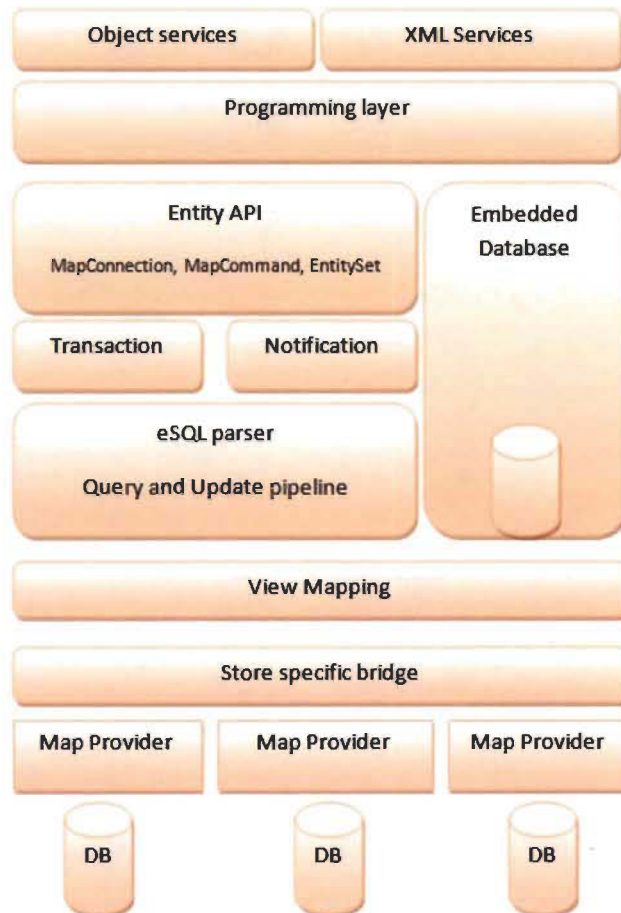 Object services
XML Services
Programming layer
Entity API
MapConnection, MapCommand, EntitySet
Embedded
Database
Transaction
Notification
eSQL parser
Query and Update pipeline
View Mapping
Store specific bridge
Map Provider
Map Provider
Map Provider
DB
DB
DB